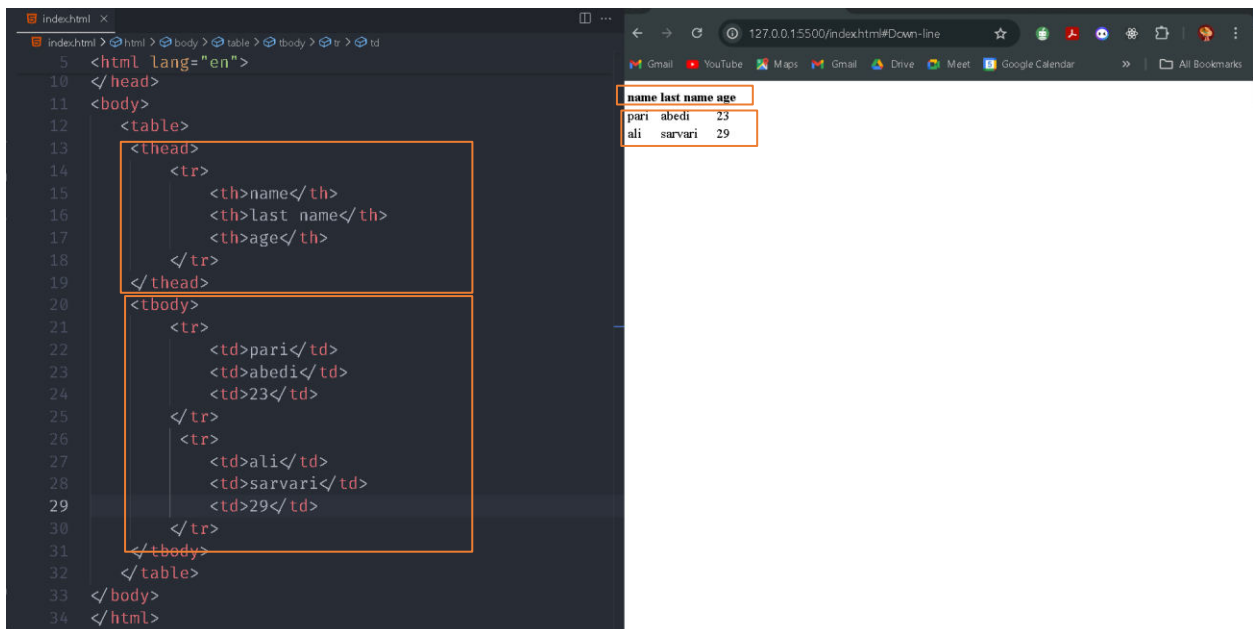 index.html
index.html > html > body > table > tbody > tr > td
5 <html lang="en">
10 </head>
11 <body>
12 <table>
13 <thead>
14 <tr>
15 <th>name</th>
16 <th>last name</th>
17 <th>age</th>
18 </tr>
19 </thead>
20 <tbody>
21 <tr>
22 <td>pari</td>
23 <td>abedi</td>
24 <td>23</td>
25 </tr>
26 <tr>
27 <td>ali</td>
28 <td>sarvari</td>
29 <td>29</td>
30 </tr>
31 </tbody>
32 </table>
33 </body>
34 </html>
127.0.0.1:5500/index.html#Down-line
Gmail YouTube Maps Gmail Drive Meet Google Calendar » All Bookmarks
name last name age
pari abedi 23
ali sarvari 29